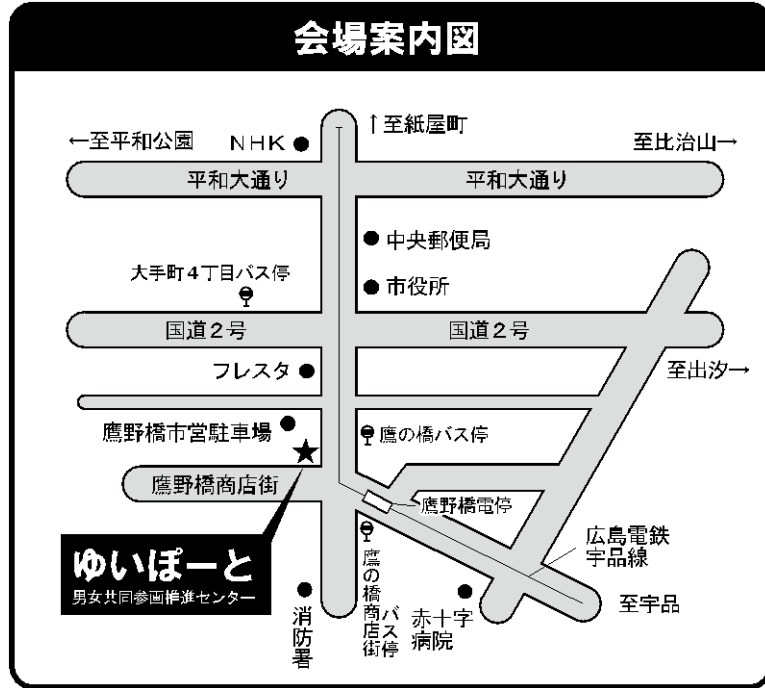 会場案内図
↑至紙屋町
←至平和公園
NHK
至比治山→
平和大通り
平和大通り
中央郵便局
大手町4丁目バス停
市役所
国道2号
国道2号
フレスタ
至出汐→
鷹野橋市営駐車場
鷹の橋バス停
鷹野橋商店街
鷹野橋電停
広島電鉄
宇品線
ゆいぽーと
男女共同参画推進センター
鷹の橋商店街
バス停
消防署
赤十字
病院
至宇品